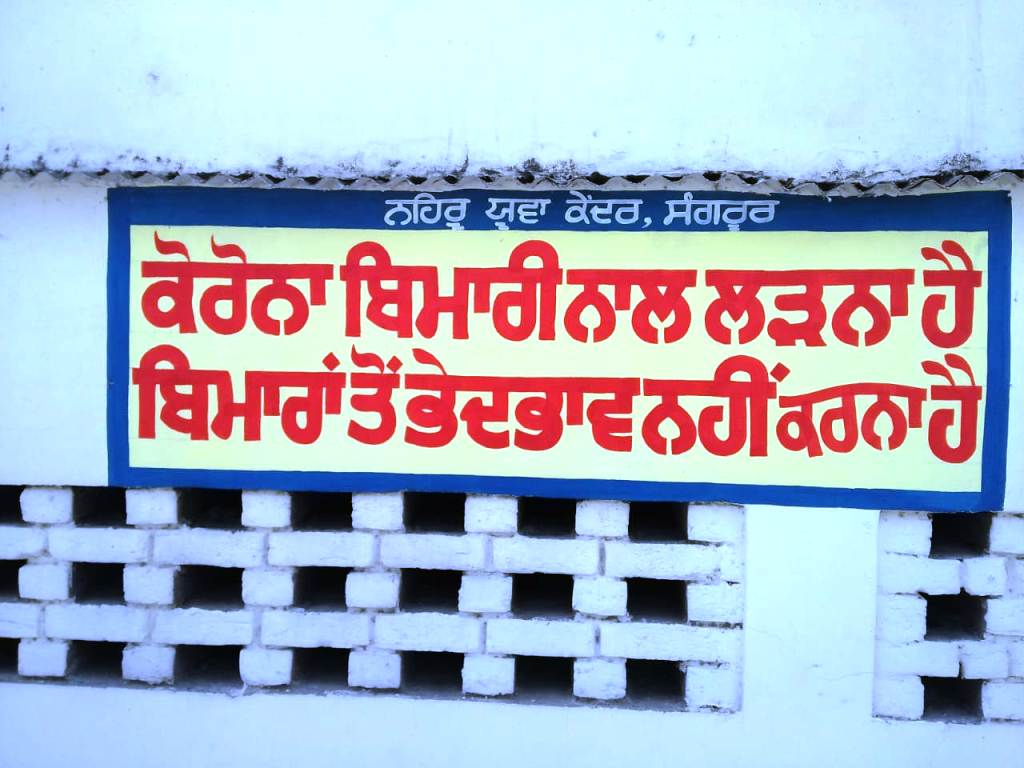 ਨਹਿਰੂ ਯੂਵਾ ਕੇਂਦਰ, ਸੰਗਰੂਰ
ਕੋਰੋਨਾ ਬਿਮਾਰੀ ਨਾਲ ਲੜਨਾ ਹੈ
ਬਿਮਾਰਾਂ ਤੋਂ ਭੇਦਭਾਵ ਨਹੀਂ ਕਰਨਾ ਹੈ